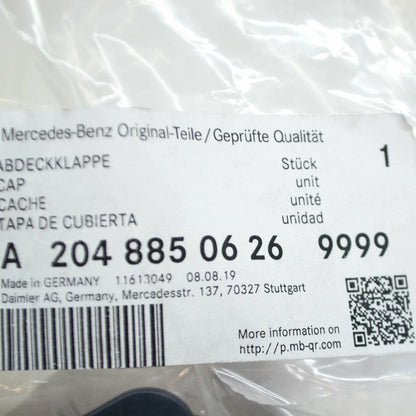 Mercedes-Benz Original-Teile/Geprüfte Qualität
ABDECKKLAPPE Stück 1
CAP unit
CACHE unité
TAPA DE CUBIERTA unidad
A 204 885 06 26 9999
Made in GERMANY 11613049 08.08.19
Daimler AG, Germany, Mercedesstr. 137, 70327 Stuttgart
More information on
http://p.mb-qr.com